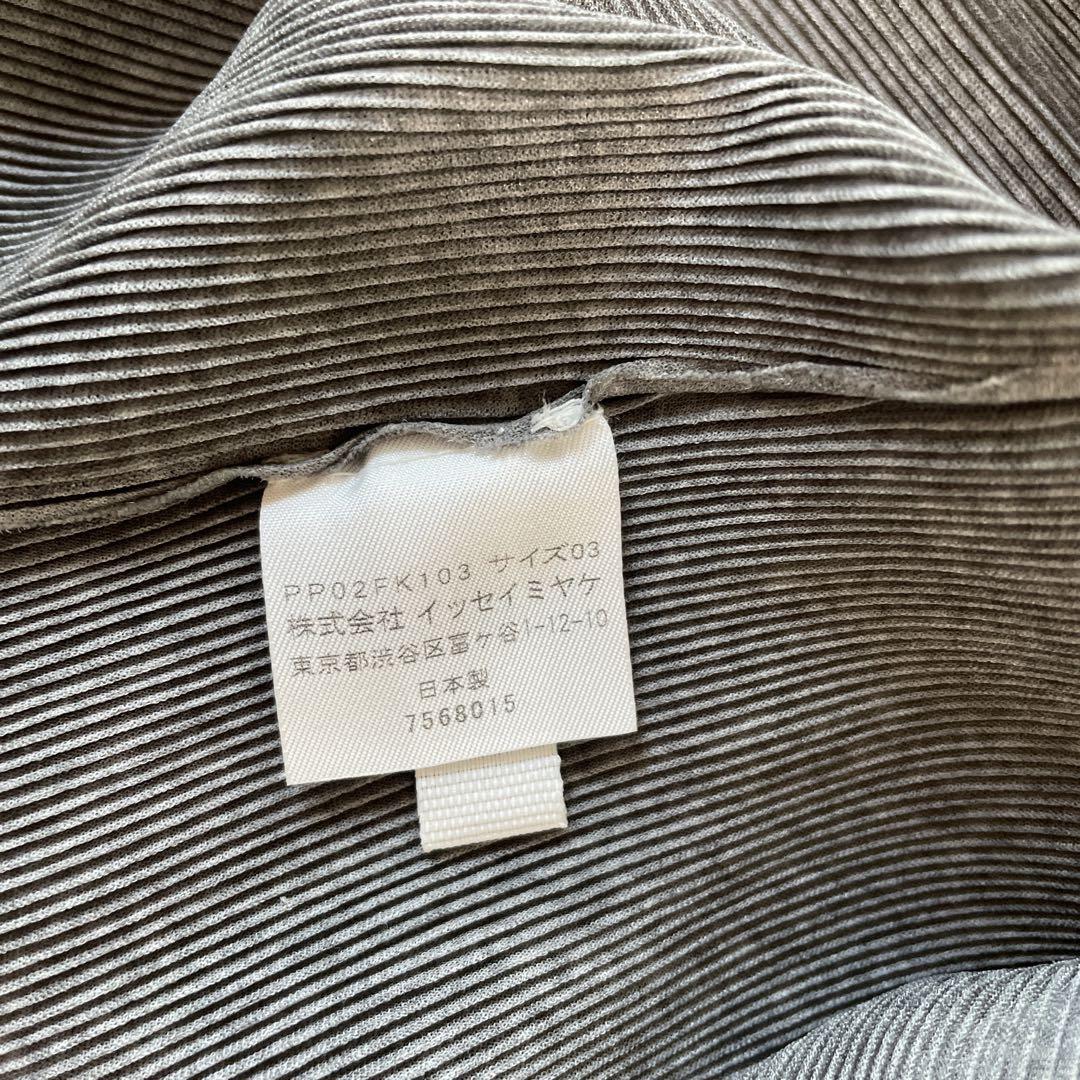 PP02FK103 サイズ03
株式会社 イッセイミヤケ
東京都渋谷区富ケ谷1-12-10
日本製
7568015